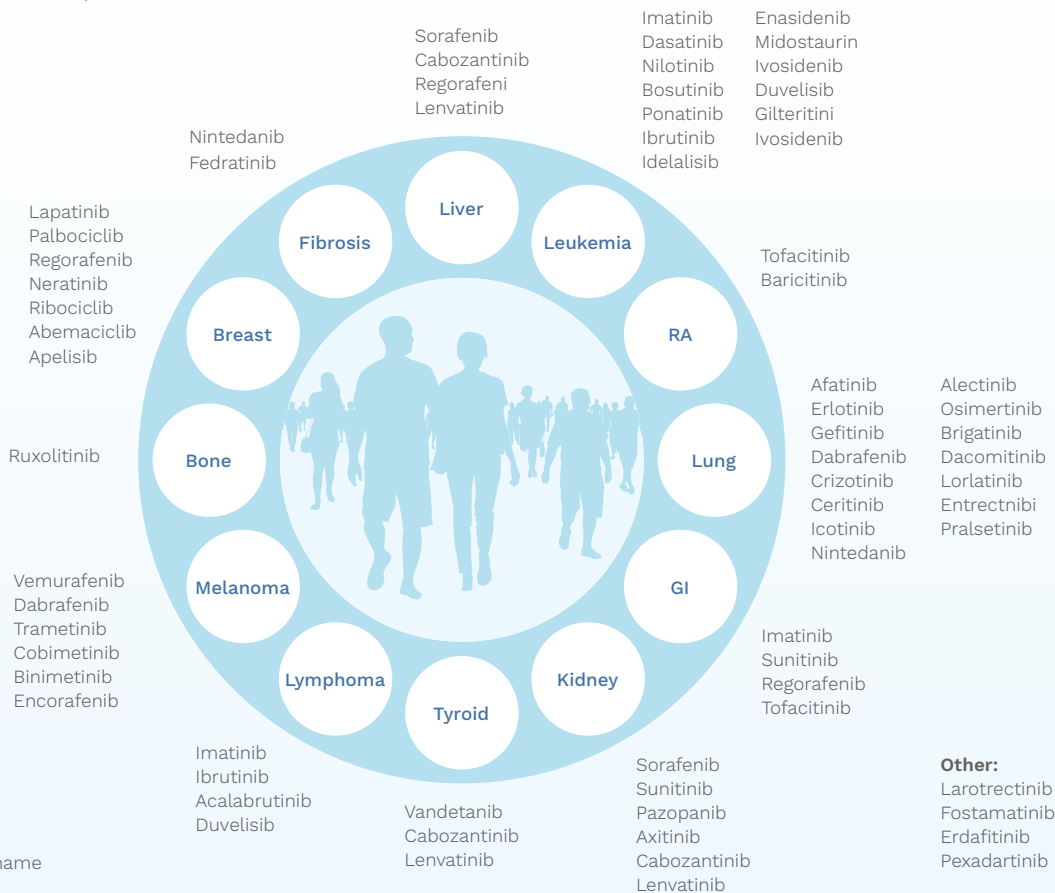 Sorafenib
Cabozantinib
Regorafeni
Lenvatinib
Imatinib
Dasatinib
Nilotinib
Bosutinib
Ponatinib
Ibrutinib
Idelalisib
Enasidenib
Midostaurin
Ivosidenib
Duvelisib
Gilteritini
Ivosidenib
Nintedanib
Fedratinib
Liver
Fibrosis
Leukemia
Lapatinib
Palbociclib
Regorafenib
Neratinib
Ribociclib
Abemaciclib
Apelisib
Tofacitinib
Baricitinib
Breast
RA
Afatinib
Erlotinib
Gefitinib
Dabrafenib
Crizotinib
Ceritinib
Icotinib
Nintedanib
Alectinib
Osimertinib
Brigatinib
Dacomitinib
Lorlatinib
Entrectnibi
Pralsetinib
Ruxolitinib
Bone
Lung
Vemurafenib
Dabrafenib
Trametinib
Cobimetinib
Binimetinib
Encorafenib
Melanoma
GI
Imatinib
Sunitinib
Regorafenib
Tofacitinib
Lymphoma
Tyroid
Kidney
Imatinib
Ibrutinib
Acalabrutinib
Duvelisib
Vandetanib
Cabozantinib
Lenvatinib
Sorafenib
Sunitinib
Pazopanib
Axitinib
Cabozantinib
Lenvatinib
Other:
Larotrectinib
Fostamatinib
Erdafitinib
Pexadartinib
name